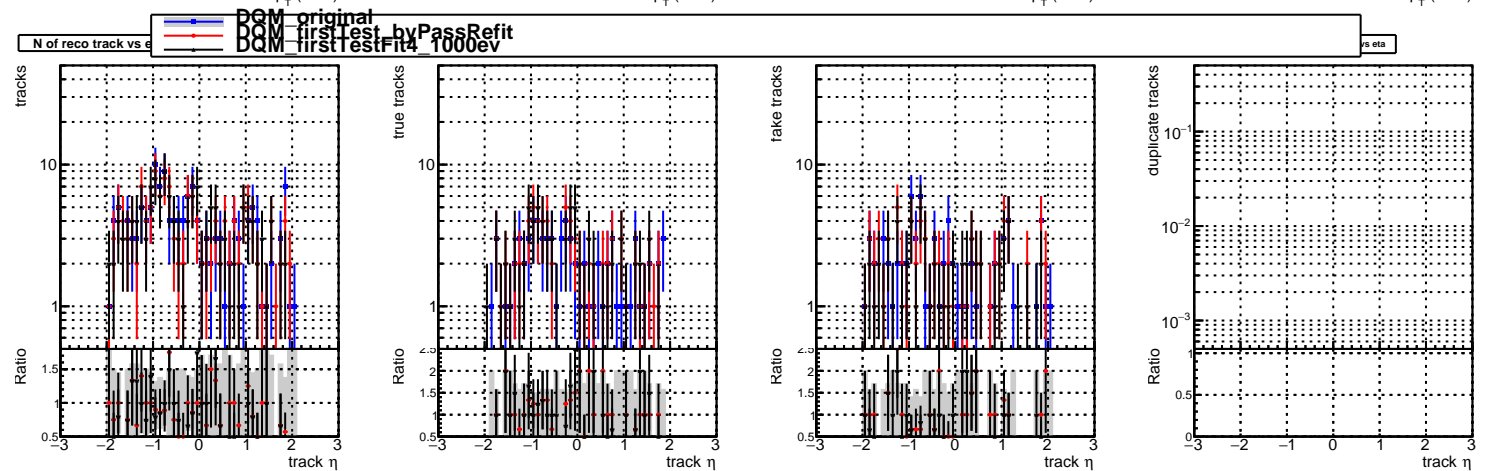 DQM_original
DQM_firstTest_byPassRefit
DQM_firstTestFit4_1000ev
N of reco track vs e
vs eta
tracks
10
1
Ratio
1.5
1
0.5
−3 −2 −1 0 1 2 3
track η
true tracks
10
1
Ratio
2.5
2
1.5
1
0.5
−3 −2 −1 0 1 2 3
track η
fake tracks
10
1
Ratio
2.5
2
1.5
1
0.5
−3 −2 −1 0 1 2 3
track η
duplicate tracks
10−1
10−2
10−3
Ratio
1
0.5
0
−3 −2 −1 0 1 2 3
track η